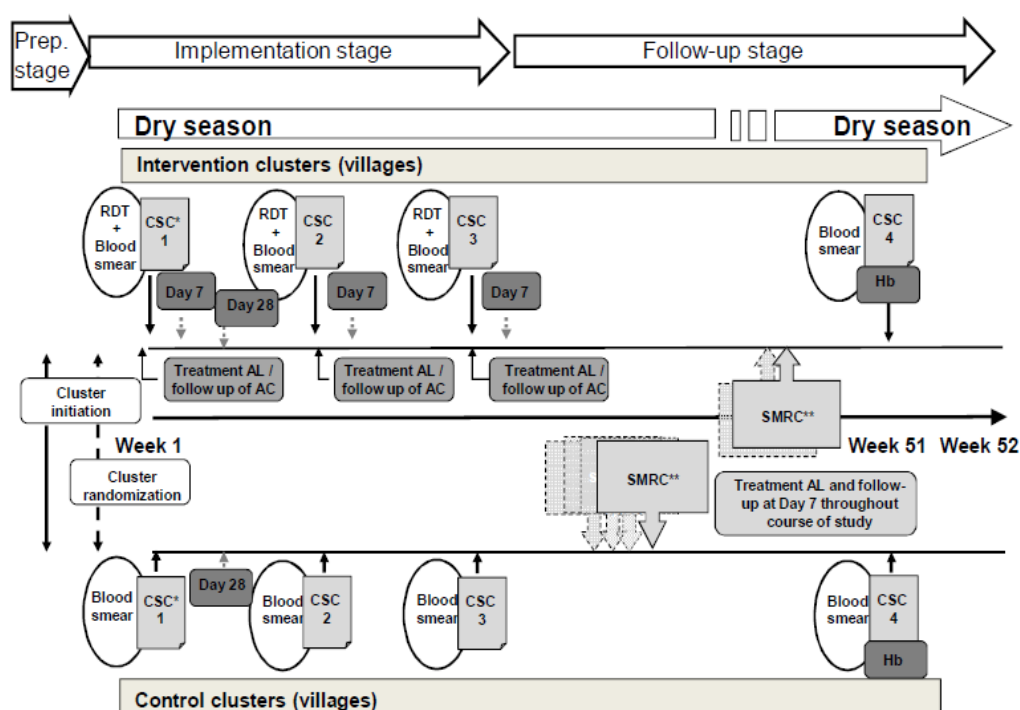 Prep.
stage
Implementation stage
Follow-up stage
Dry season
Dry season
Intervention clusters (villages)
RDT
+
Blood
smear
CSC*
1
RDT
+
Blood
smear
CSC
2
RDT
+
Blood
smear
CSC
3
Blood
smear
CSC
4
Day 7
Day 28
Day 7
Day 7
Hb
Treatment AL /
follow up of AC
Treatment AL /
follow up of AC
Treatment AL /
follow up of AC
Cluster
initiation
SMRC**
Week 1
Week 51
Week 52
Cluster
randomization
SMRC**
Treatment AL and follow-
up at Day 7 throughout
course of study
Blood
smear
CSC*
1
Day 28
Blood
smear
CSC
2
Blood
smear
CSC
3
Blood
smear
CSC
4
Hb
Control clusters (villages)